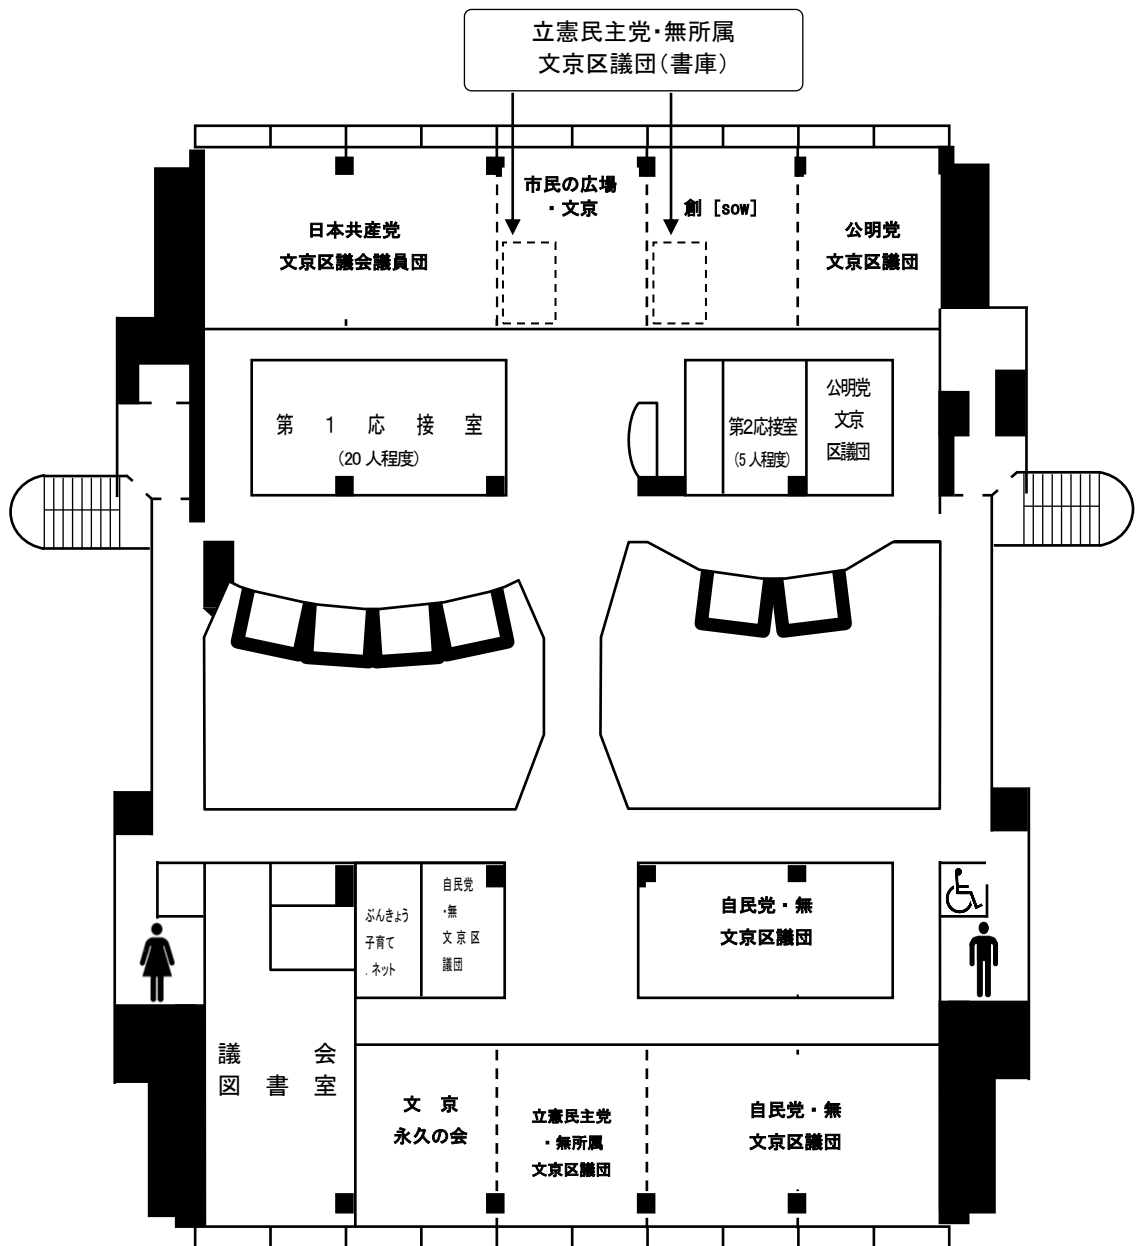 立憲民主党・無所属
文京区議団（書庫）
市民の広場
・文京
創［sow］
日本共産党
文京区議会議員団
公明党
文京区議団
第１応接室
（20 人程度）
第2応接室
（5 人程度）
公明党
文京
区議団
ぶんきょう
子育て
．ネット
自民党
・無
文京区
議団
自民党・無
文京区議団
議会
図書室
文京
永久の会
立憲民主党
・無所属
文京区議団
自民党・無
文京区議団